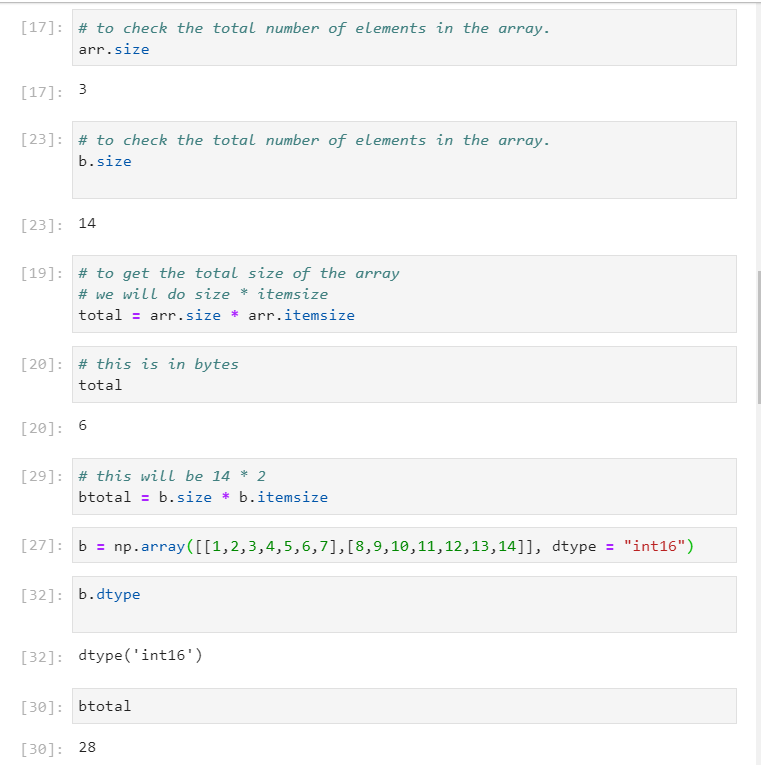 [17]: # to check the total number of elements in the array.
arr.size
[17]: 3
[23]: # to check the total number of elements in the array.
b.size
[23]: 14
[19]: # to get the total size of the array
# we will do size * itemsize
total = arr.size * arr.itemsize
[20]: # this is in bytes
total
[20]: 6
[29]: # this will be 14 * 2
btotal = b.size * b.itemsize
[27]: b = np.array([[1,2,3,4,5,6,7],[8,9,10,11,12,13,14]], dtype = "int16")
[32]: b.dtype
[32]: dtype('int16')
[30]: btotal
[30]: 28